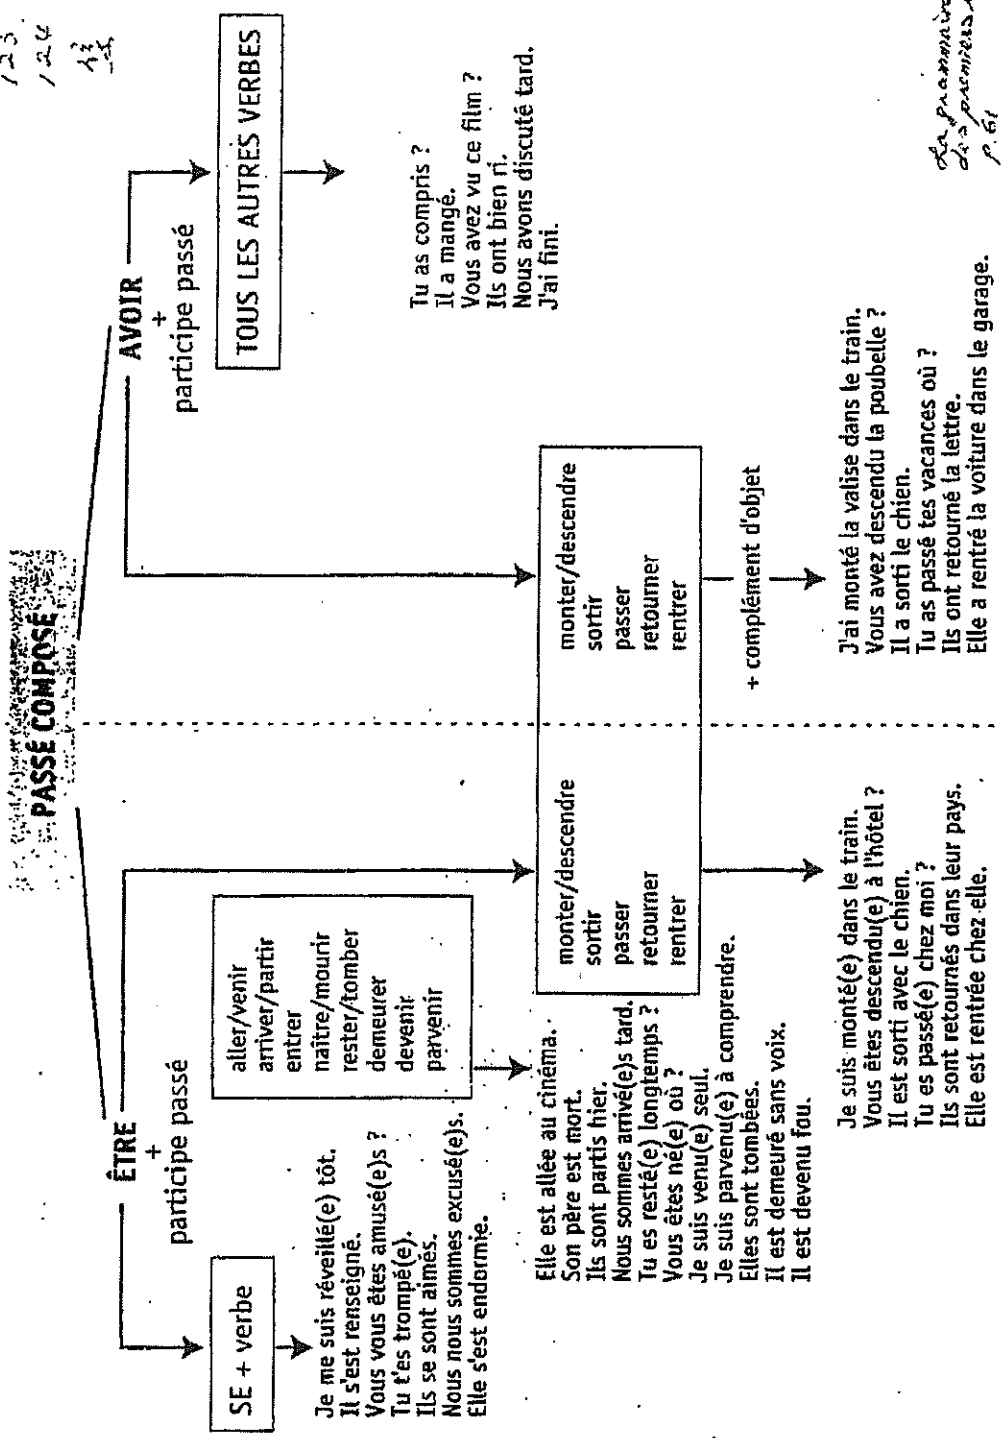 123.
124
PASSÉ COMPOSÉ
ÊTRE
+
participe passé
AVOIR
+
participe passé
SE + verbe
Je me suis réveillé(e) tôt.
Il s'est renseigné.
Vous vous êtes amusé(e)s ?
Tu t'es trompé(e).
Ils se sont aimés.
Nous nous sommes excusé(e)s.
Elle s'est endormie.
aller/venir
arriver/partir
entrer
naître/mourir
rester/tomber
demeurer
devenir
parvenir
Elle est allée au cinéma.
Son père est mort.
Ils sont partis hier.
Nous sommes arrivé(e)s tard.
Tu es resté(e) longtemps ?
Vous êtes né(e) où ?
Je suis venu(e) seul.
Je suis parvenu(e) à comprendre.
Elles sont tombées.
Il est demeuré sans voix.
Il est devenu fou.
monter/descendre
sortir
passer
retourner
rentrer
Je suis monté(e) dans le train.
Vous êtes descendu(e) à l'hôtel ?
Il est sorti avec le chien.
Tu es passé(e) chez moi ?
Ils sont retournés dans leur pays.
Elle est rentrée chez elle.
monter/descendre
sortir
passer
retourner
rentrer
+ complément d'objet
J'ai monté la valise dans le train.
Vous avez descendu la poubelle ?
Il a sorti le chien.
Tu as passé tes vacances où ?
Ils ont retourné la lettre.
Elle a rentré la voiture dans le garage.
TOUS LES AUTRES VERBES
Tu as compris ?
Il a mangé.
Vous avez vu ce film ?
Ils ont bien ri.
Nous avons discuté tard.
J'ai fini.
La grammaire
des premiers
p. 61